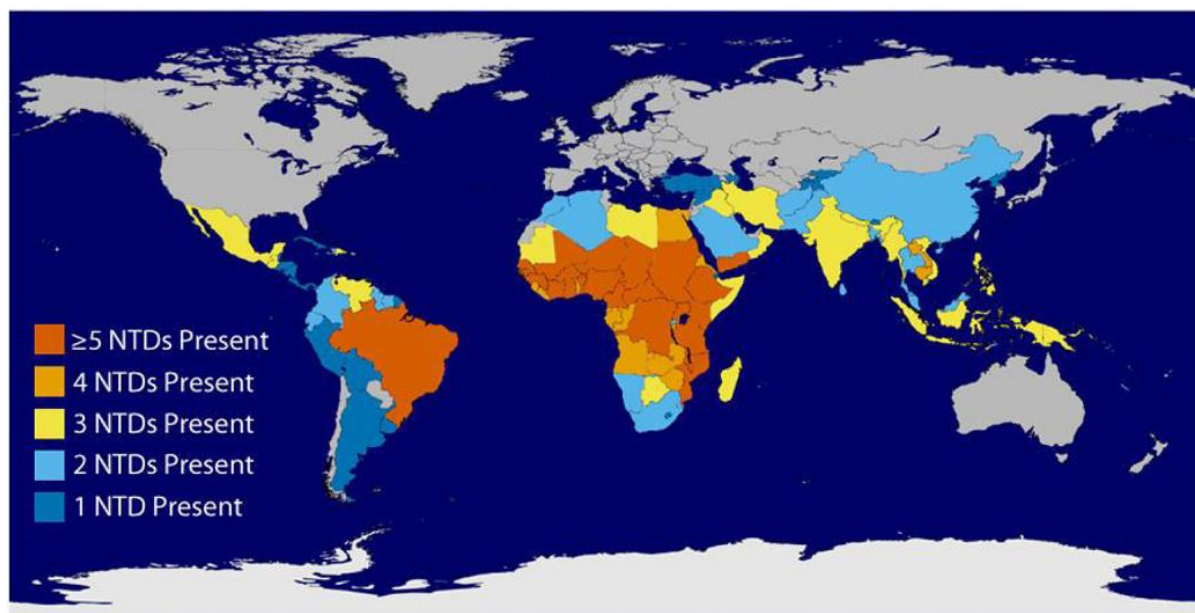 ≥5 NTDs Present
4 NTDs Present
3 NTDs Present
2 NTDs Present
1 NTD Present